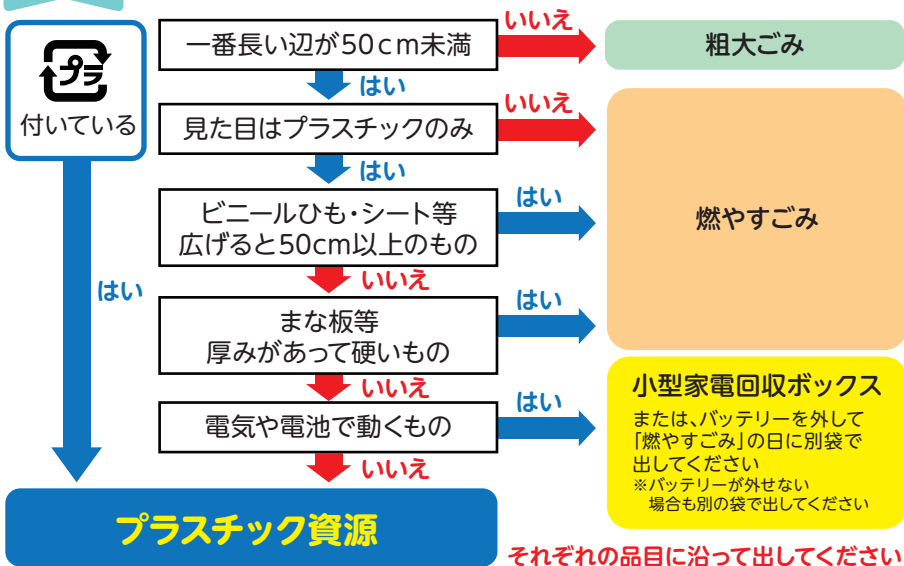 プラ
付いている
はい
一番長い辺が50cm未満
いいえ
粗大ごみ
はい
見た目はプラスチックのみ
いいえ
燃やすごみ
はい
ビニールひも・シート等
広げると50cm以上のもの
はい
いいえ
まな板等
厚みがあって硬いもの
はい
いいえ
電気や電池で動くもの
はい
小型家電回収ボックス
または、バッテリーを外して
「燃やすごみ」の日に別袋で
出してください
※バッテリーが外せない
場合も別の袋で出してください
いいえ
プラスチック資源
それぞれの品目に沿って出してください